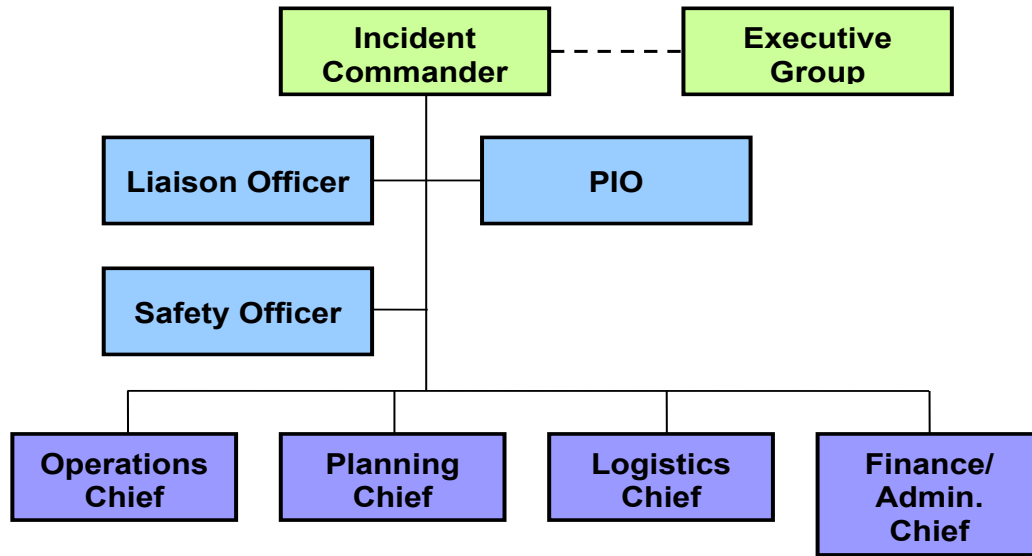 Incident
Commander
Executive
Group
Liaison Officer
PIO
Safety Officer
Operations
Chief
Planning
Chief
Logistics
Chief
Finance/
Admin.
Chief